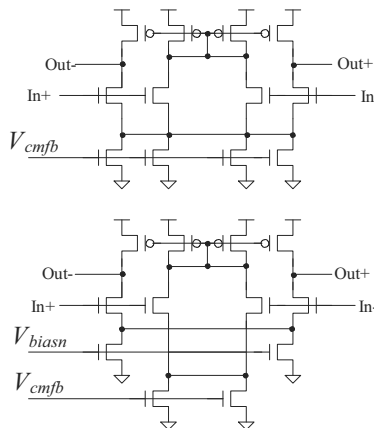 Out-
Out+
In+
In
V_cmfb
Out-
Out+
In+
In-
V_biasn
V_cmfb